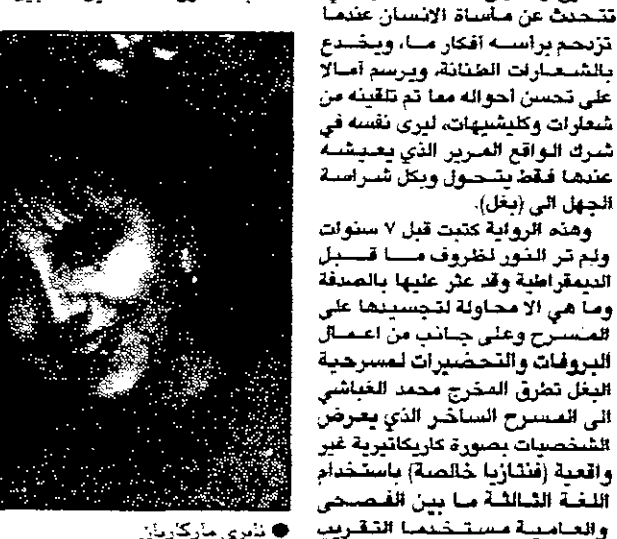 تتحدث عن مأساة الانسان عندما
تزدحم براسه أفكار ما، ويخدع
بالشعارات الطنانة، ويرسم آمالا
على تحسن أحواله مما تم تلقينه من
شعارات وكليشيهات، ليرى نفسه في
شرك الواقع المرير الذي يعيشه
عندها فقط يتحول وبكل شراسة
الجهل الى (بغل).
وهذه الرواية كتبت قبل ٧ سنوات
ولم تر النور لظروف ما قبل
الديمقراطية وقد عثر عليها بالصدفة
وما هي الا محاولة لتجسيدها على
المسرح وعلى جانب من اعمال
البروفات والتحضيرات لمسرحية
البغل تطرق المخرج محمد الغباشي
الى المسرح الساخر الذي يعرض
الشخصيات بصورة كاريكاتيرية غير
واقعية (فنتازيا خالصة) باستخدام
اللغة الثالثة ما بين الفصحى
والعامية مستخدما التقريب
● نايري ماركاريان